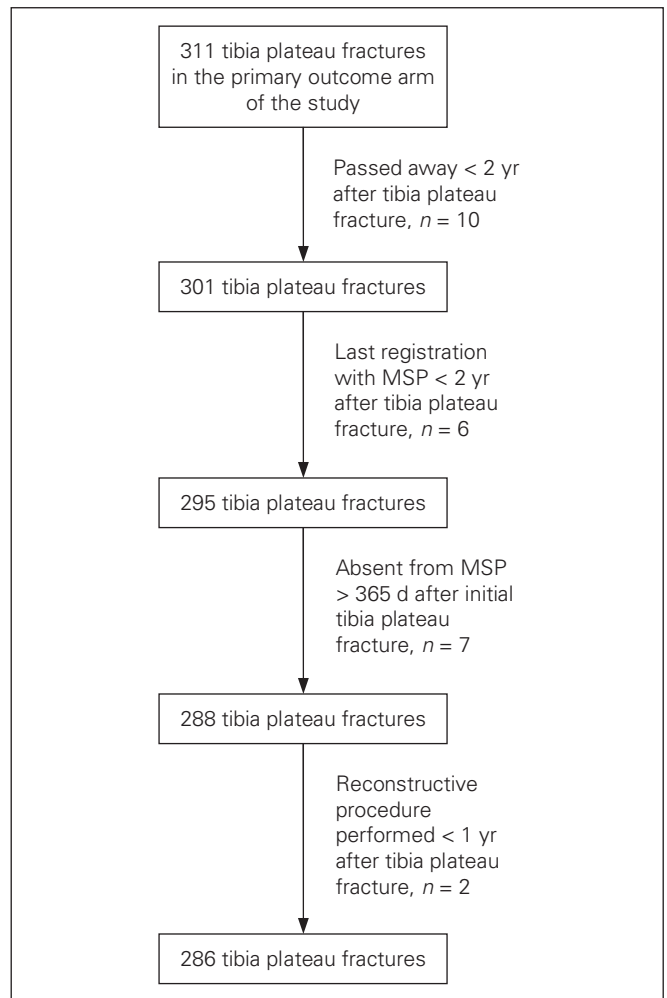 311 tibia plateau fractures
in the primary outcome arm
of the study
Passed away < 2 yr
after tibia plateau
fracture, n = 10
301 tibia plateau fractures
Last registration
with MSP < 2 yr
after tibia plateau
fracture, n = 6
295 tibia plateau fractures
Absent from MSP
> 365 d after initial
tibia plateau
fracture, n = 7
288 tibia plateau fractures
Reconstructive
procedure
performed < 1 yr
after tibia plateau
fracture, n = 2
286 tibia plateau fractures